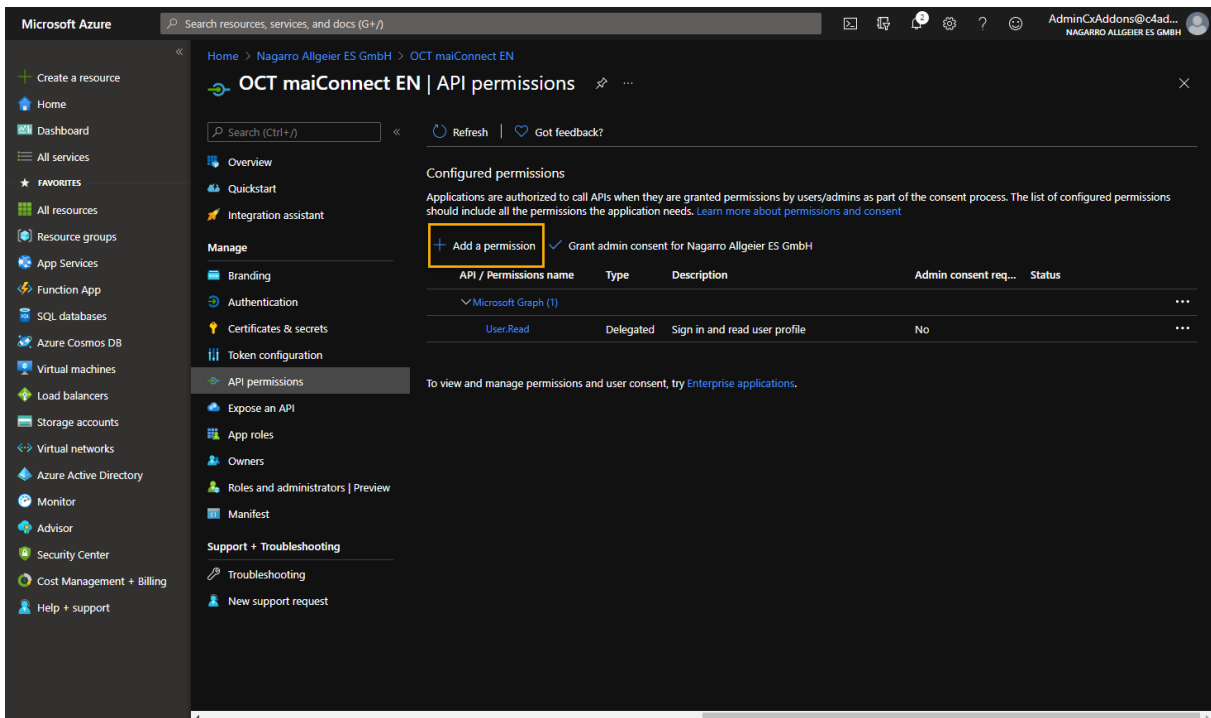 Microsoft Azure
Search resources, services, and docs (G+/)
2
AdminCxAddons@c4ad...
NAGARRO ALLGEIER ES GMBH
Create a resource
Home
Dashboard
All services
FAVORITES
All resources
Resource groups
App Services
Function App
SQL databases
Azure Cosmos DB
Virtual machines
Load balancers
Storage accounts
Virtual networks
Azure Active Directory
Monitor
Advisor
Security Center
Cost Management + Billing
Help + support
Home > Nagarro Allgeier ES GmbH > OCT maiConnect EN
OCT maiConnect EN | API permissions
Search (Ctrl+/)
Overview
Quickstart
Integration assistant
Manage
Branding
Authentication
Certificates & secrets
Token configuration
API permissions
Expose an API
App roles
Owners
Roles and administrators | Preview
Manifest
Support + Troubleshooting
Troubleshooting
New support request
Refresh | Got feedback?
Configured permissions
Applications are authorized to call APIs when they are granted permissions by users/admins as part of the consent process. The list of configured permissions
should include all the permissions the application needs. Learn more about permissions and consent
Add a permission Grant admin consent for Nagarro Allgeier ES GmbH
API / Permissions name Type Description Admin consent req... Status
Microsoft Graph (1)
User.Read Delegated Sign in and read user profile No
To view and manage permissions and user consent, try Enterprise applications.